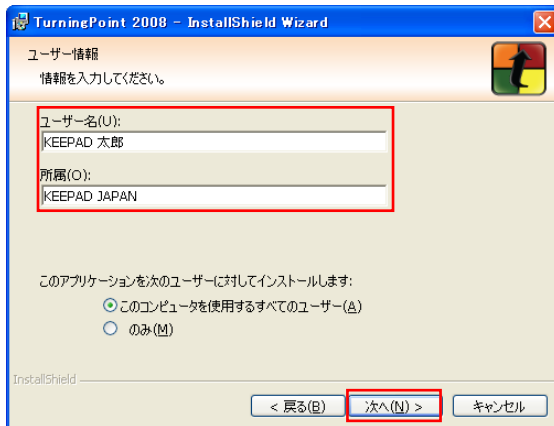 TurningPoint 2008 - InstallShield Wizard
ユーザー情報
情報を入力してください。
ユーザー名(U):
KEEPAD 太郎
所属(O):
KEEPAD JAPAN
このアプリケーションを次のユーザーに対してインストールします:
このコンピュータを使用するすべてのユーザー(A)
のみ(M)
InstallShield
< 戻る(B) 次へ(N) > キャンセル